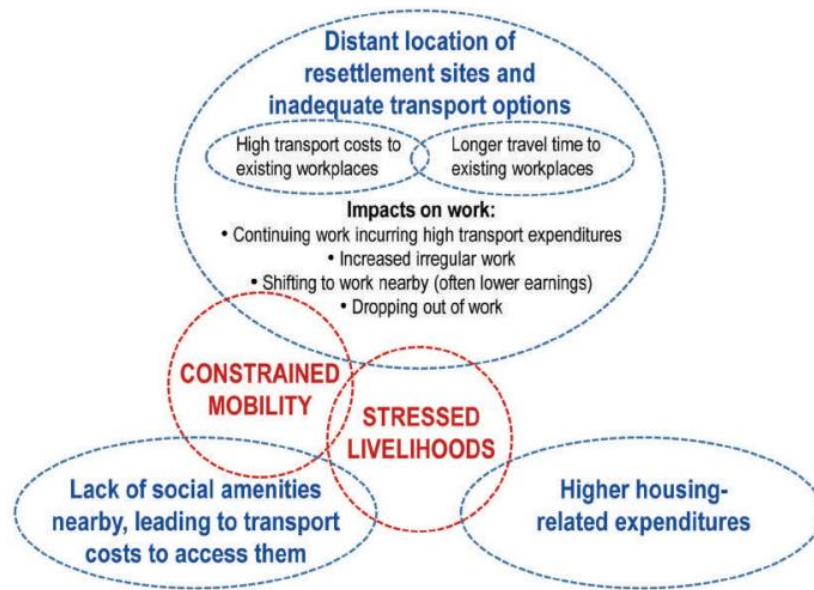 Distant location of
resettlement sites and
inadequate transport options
High transport costs to
existing workplaces
Longer travel time to
existing workplaces
Impacts on work:
• Continuing work incurring high transport expenditures
• Increased irregular work
• Shifting to work nearby (often lower earnings)
• Dropping out of work
CONSTRAINED
MOBILITY
STRESSED
LIVELIHOODS
Lack of social amenities
nearby, leading to transport
costs to access them
Higher housing-
related expenditures